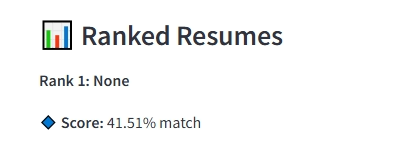 Ranked Resumes
Rank 1: None
Score: 41.51% match